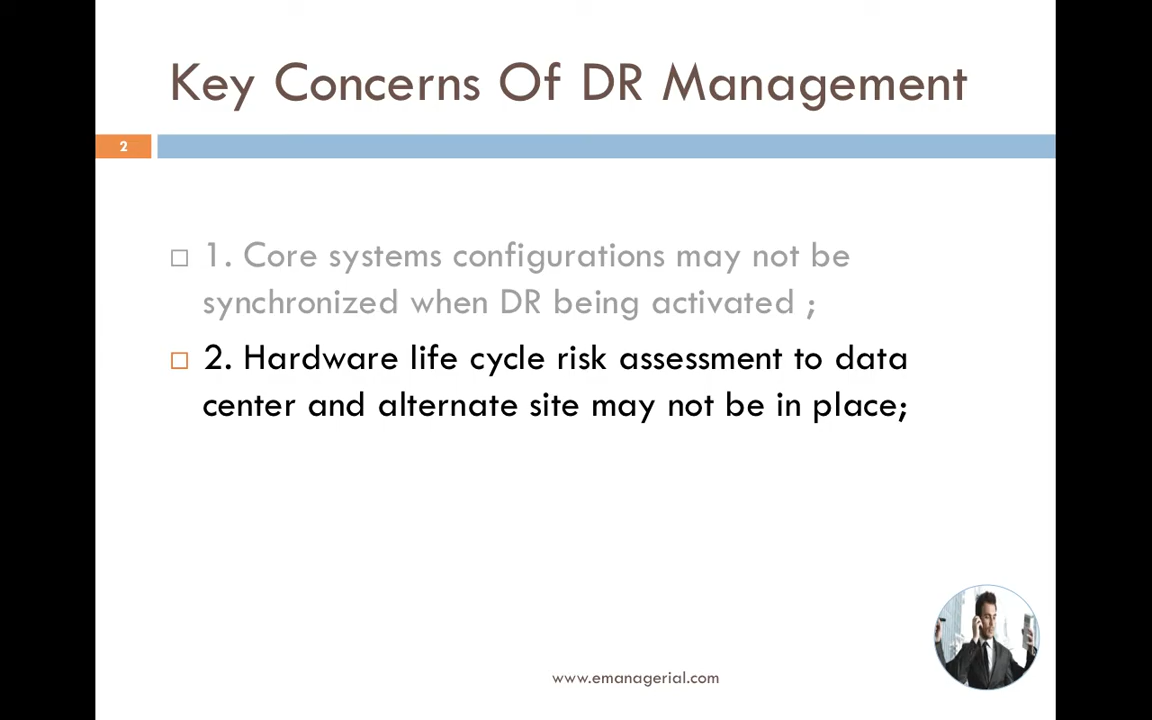 Key Concerns Of DR Management
2
1. Core systems configurations may not be
synchronized when DR being activated ;
2. Hardware life cycle risk assessment to data
center and alternate site may not be in place;
www.emanagerial.com